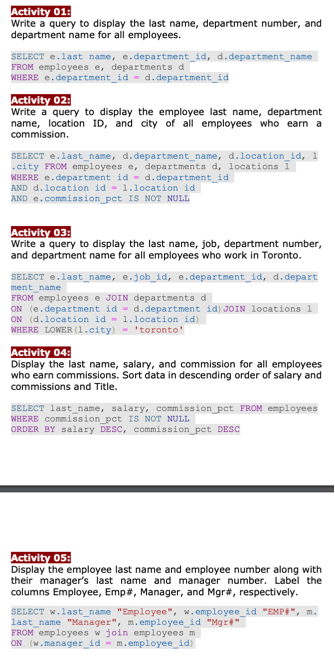 Activity 01:
Write a query to display the last name, department number, and
department name for all employees.
SELECT e.last_name, e.department_id, d.department_name
FROM employees e, departments d
WHERE e.department_id = d.department_id
Activity 02:
Write a query to display the employee last name, department
name, location ID, and city of all employees who earn a
commission.
SELECT e.last_name, d.department_name, d.location_id, l
.city FROM employees e, departments d, locations l
WHERE e.department_id = d.department_id
AND d.location_id = l.location_id
AND e.commission_pct IS NOT NULL
Activity 03:
Write a query to display the last name, job, department number,
and department name for all employees who work in Toronto.
SELECT e.last_name, e.job_id, e.department_id, d.depart
ment_name
FROM employees e JOIN departments d
ON (e.department_id = d.department_id)JOIN locations l
ON (d.location_id = l.location_id)
WHERE LOWER(l.city) = 'toronto'
Activity 04:
Display the last name, salary, and commission for all employees
who earn commissions. Sort data in descending order of salary and
commissions and Title.
SELECT last_name, salary, commission_pct FROM employees
WHERE commission_pct IS NOT NULL
ORDER BY salary DESC, commission_pct DESC
Activity 05:
Display the employee last name and employee number along with
their manager's last name and manager number. Label the
columns Employee, Emp#, Manager, and Mgr#, respectively.
SELECT w.last_name "Employee", w.employee_id "EMP#", m.
last_name "Manager", m.employee_id "Mgr#"
FROM employees w join employees m
ON (w.manager_id = m.employee_id)